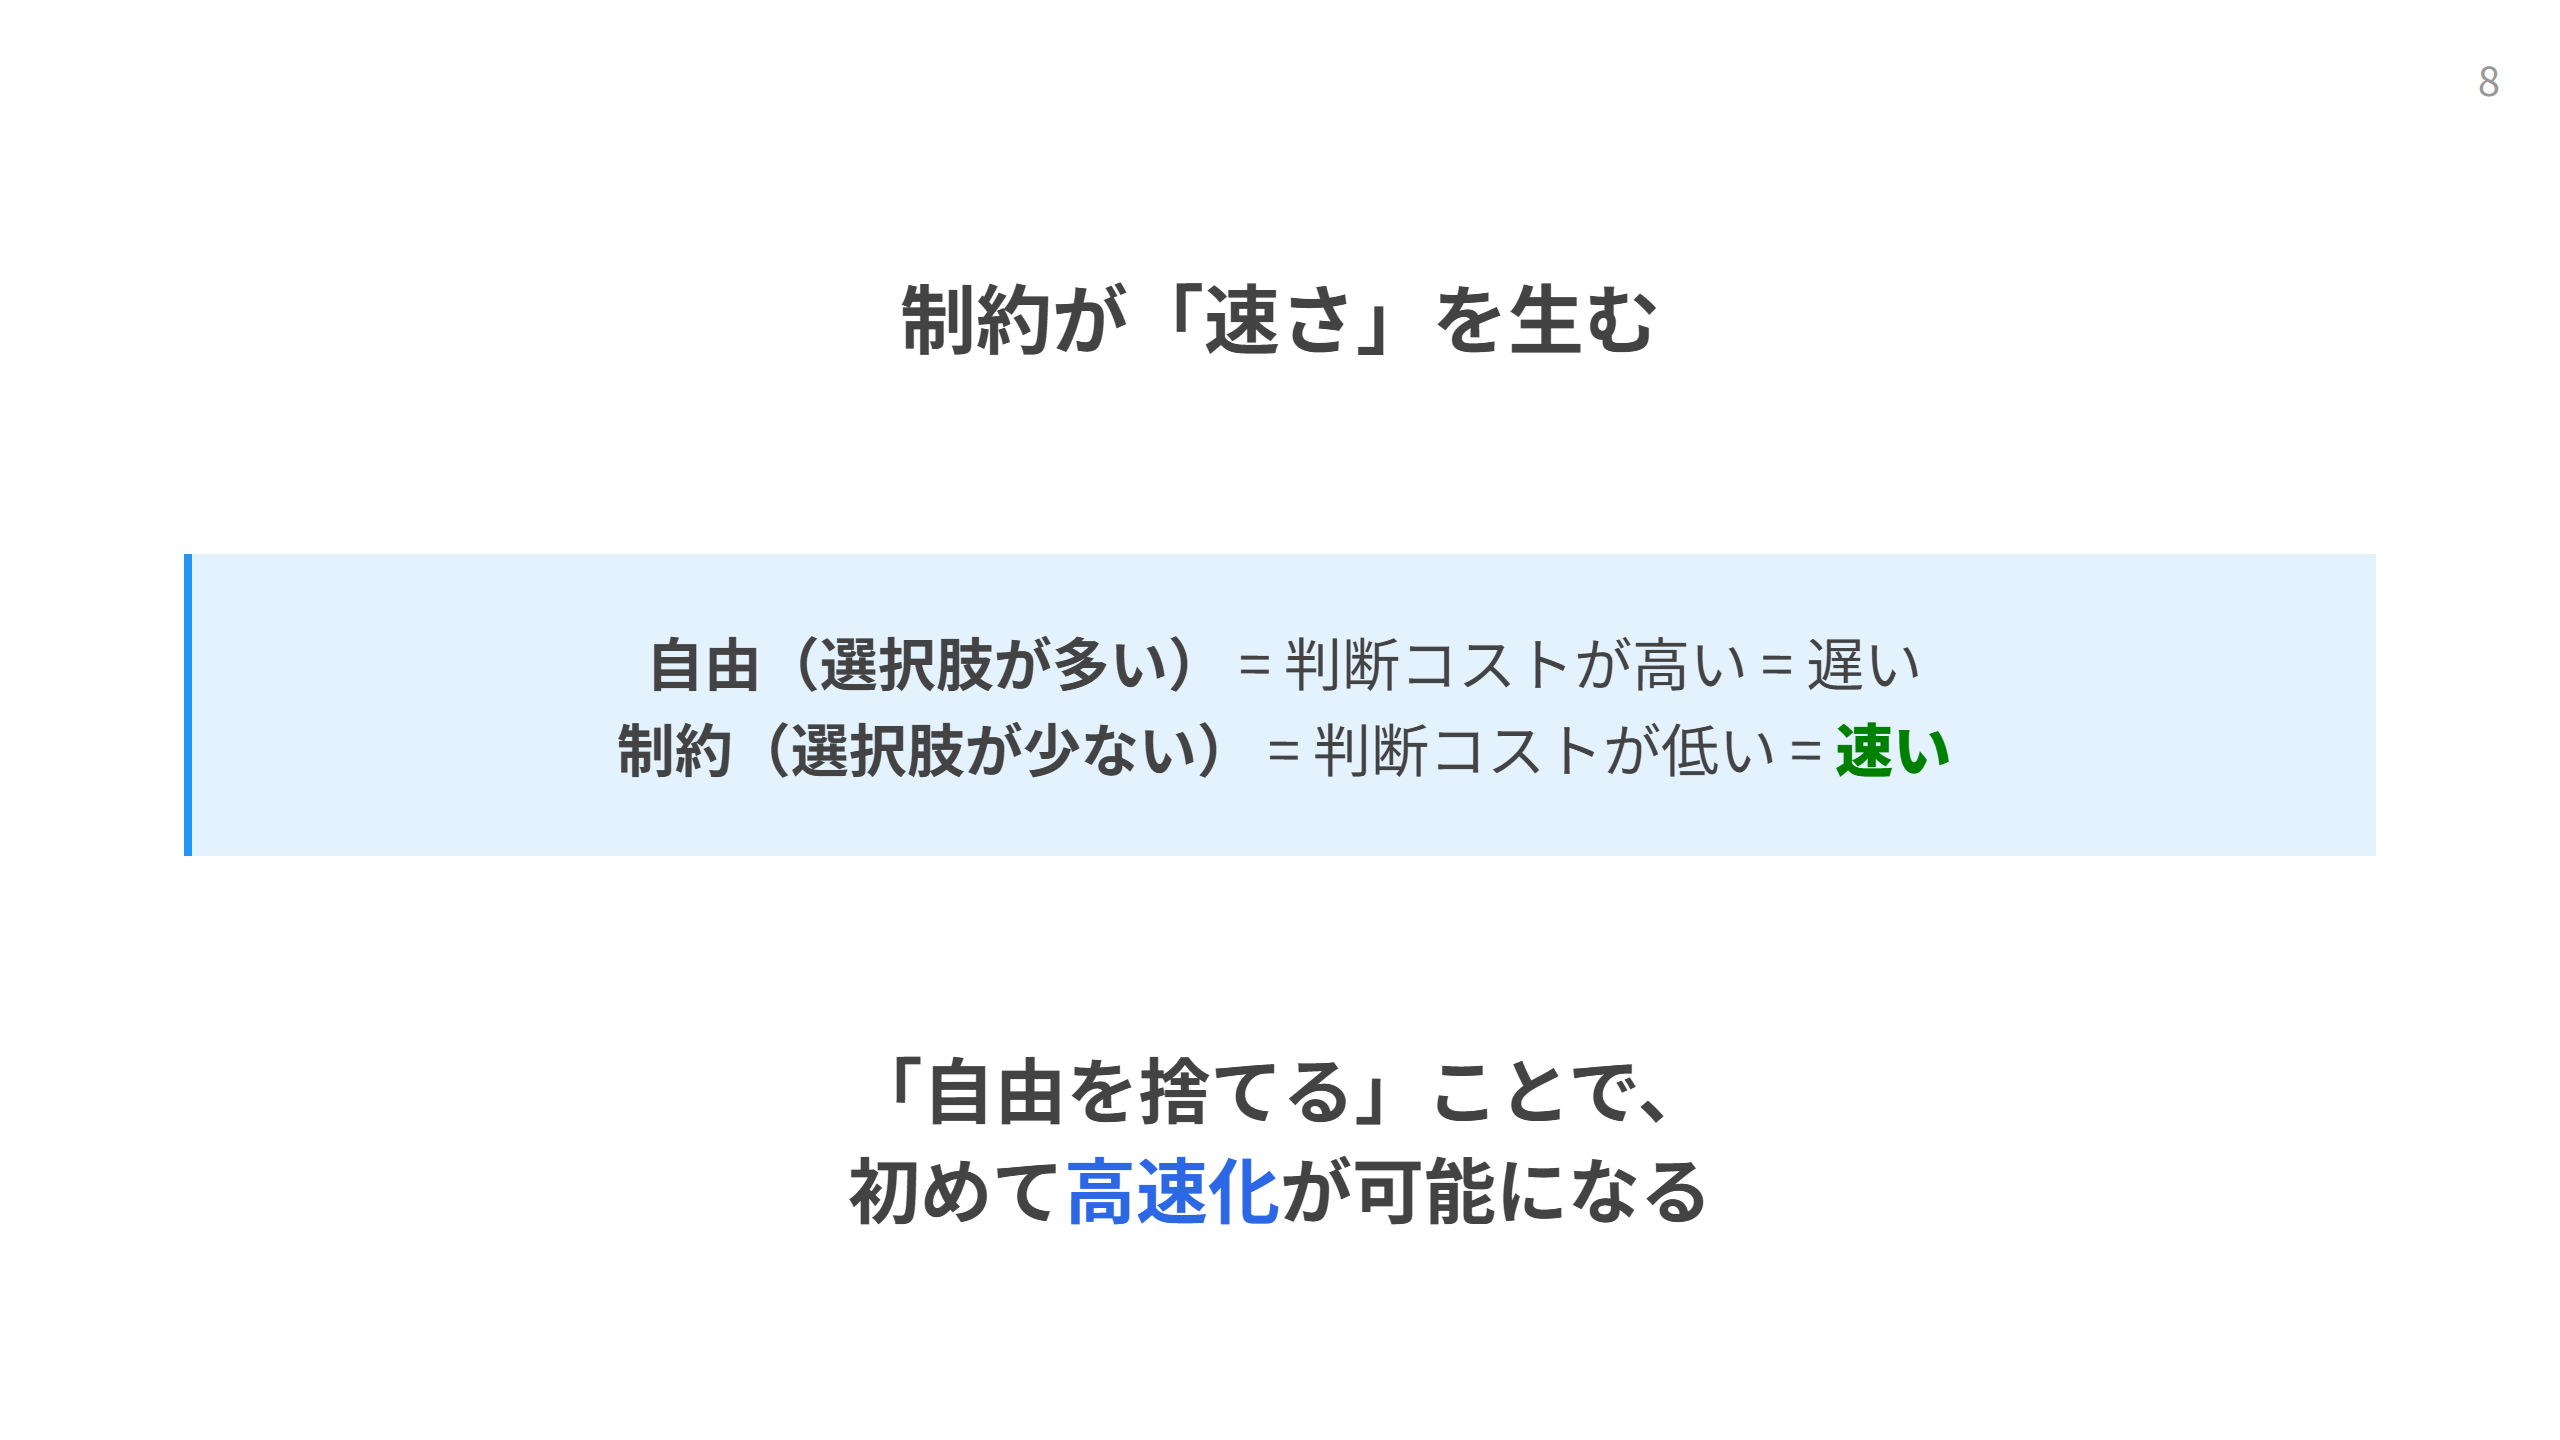 8
制約が「速さ」を生む
自由（選択肢が多い） = 判断コストが高い = 遅い
制約（選択肢が少ない） = 判断コストが低い = 速い
「自由を捨てる」ことで、
初めて高速化が可能になる